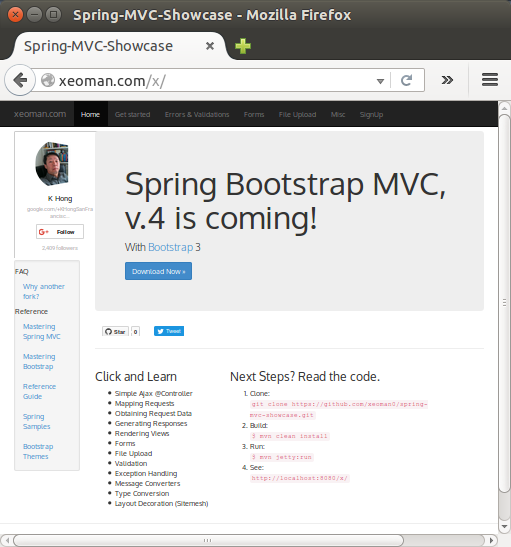 Spring-MVC-Showcase - Mozilla Firefox
Spring-MVC-Showcase
xeoman.com/x/
xeoman.com Home Get started Errors & Validations Forms File Upload Misc SignUp
K Hong
google.com/+KHongSanFra
ncisc...
G+ Follow
followers
FAQ
Why another
fork?
Reference
Mastering
Spring MVC
Mastering
Bootstrap
Reference
Guide
Spring
Samples
Bootstrap
Themes
Spring Bootstrap MVC,
v.4 is coming!
With Bootstrap 3
Download Now »
Star 0 Tweet
Click and Learn
Simple Ajax @Controller
Mapping Requests
Obtaining Request Data
Generating Responses
Rendering Views
Forms
File Upload
Validation
Exception Handling
Message Converters
Type Conversion
Layout Decoration (Sitemesh)
Next Steps? Read the code.
1. Clone:
git clone https://github.com/xeoman0/spring-
mvc-showcase.git
2. Build:
$ mvn clean install
3. Run:
$ mvn jetty:run
4. See:
http://localhost:8080/x/